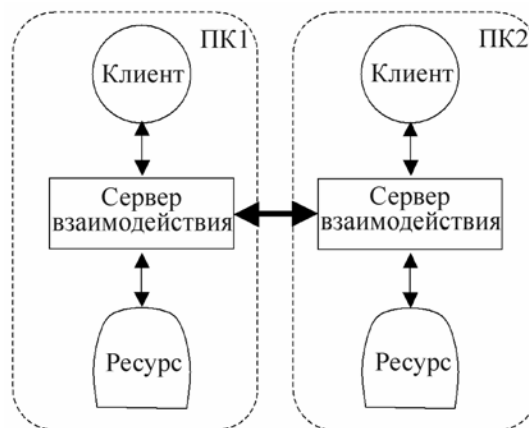 ПК1
Клиент
Сервер
взаимодействия
Ресурс
ПК2
Клиент
Сервер
взаимодействия
Ресурс